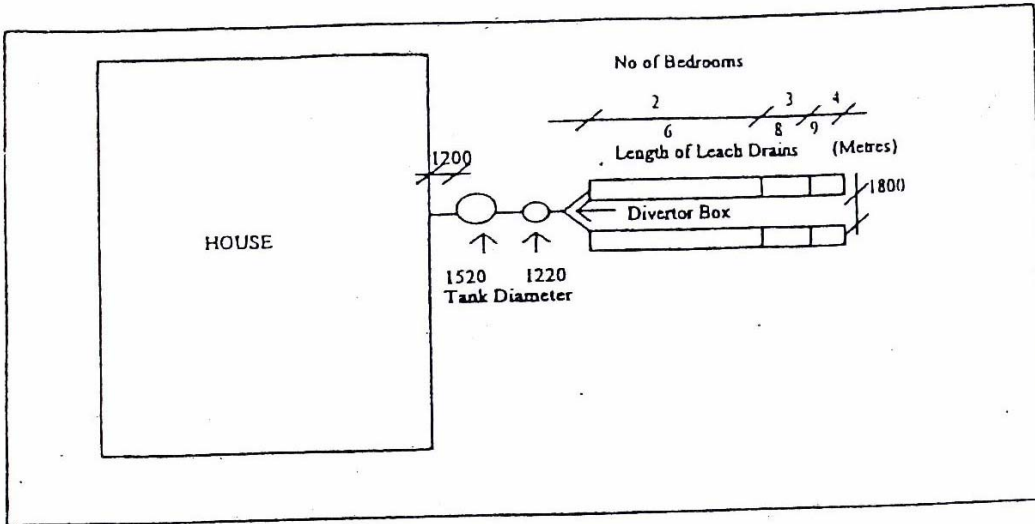 No of Bedrooms
2 3 4
6 8 9
Length of Leach Drains (Metres)
1200
1800
Divertor Box
HOUSE
1520 1220
Tank Diameter